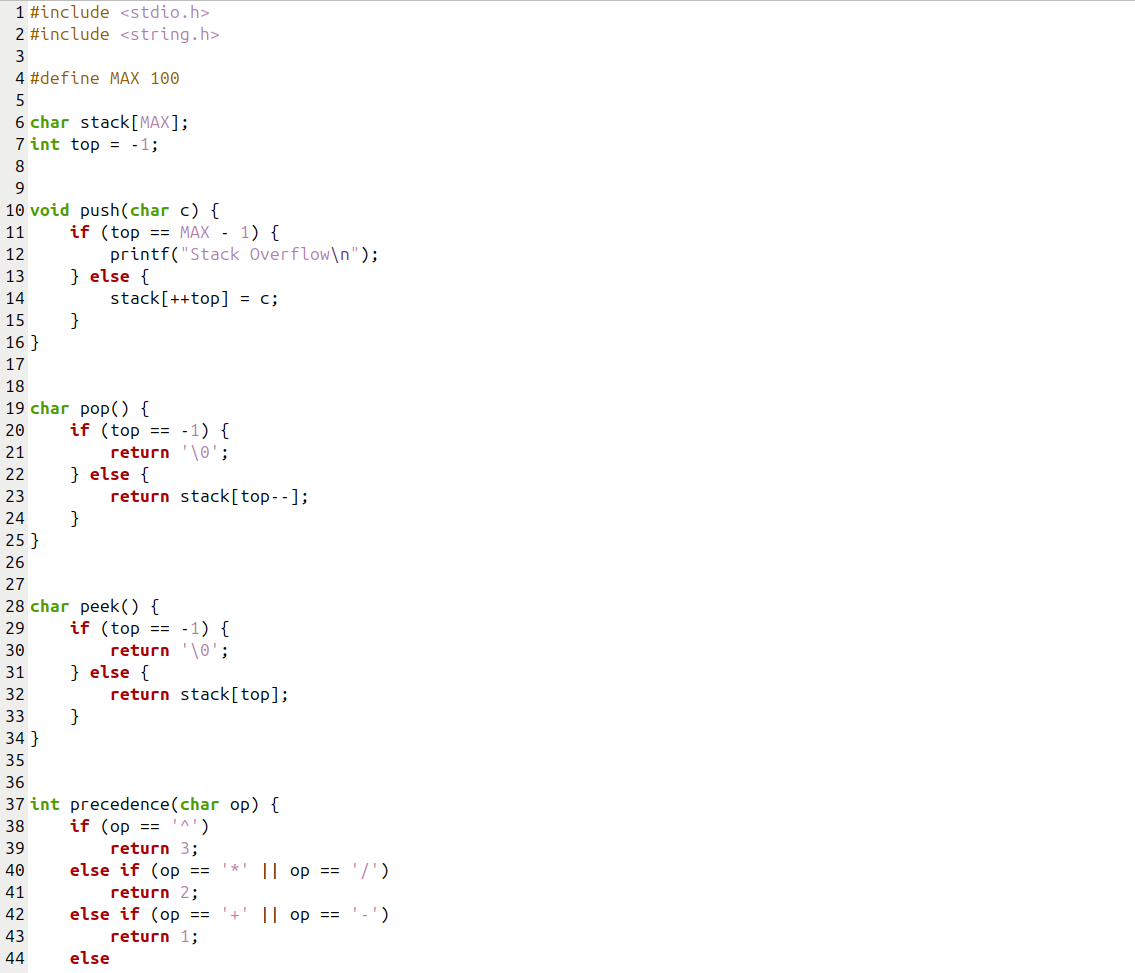 1 #include <stdio.h>
2 #include <string.h>
3
4 #define MAX 100
5
6 char stack[MAX];
7 int top = -1;
8
9
10 void push(char c) {
11     if (top == MAX - 1) {
12         printf("Stack Overflow\n");
13     } else {
14         stack[++top] = c;
15     }
16 }
17
18
19 char pop() {
20     if (top == -1) {
21         return '\0';
22     } else {
23         return stack[top--];
24     }
25 }
26
27
28 char peek() {
29     if (top == -1) {
30         return '\0';
31     } else {
32         return stack[top];
33     }
34 }
35
36
37 int precedence(char op) {
38     if (op == '^')
39         return 3;
40     else if (op == '*' || op == '/')
41         return 2;
42     else if (op == '+' || op == '-')
43         return 1;
44     else